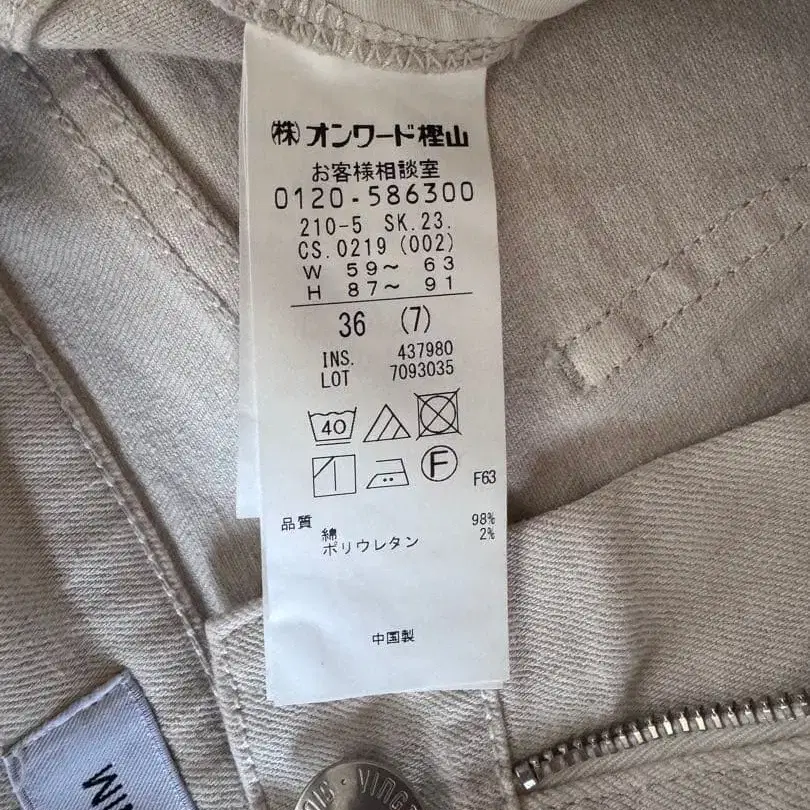 ㈱オンワード樫山
お客様相談室
0120-586300
210-5 SK.23.
CS.0219 (002)
W 59～ 63
H 87～ 91
36 (7)
INS. 437980
LOT 7093035
40
F
F63
品質
綿 98%
ポリウレタン 2%
中国製